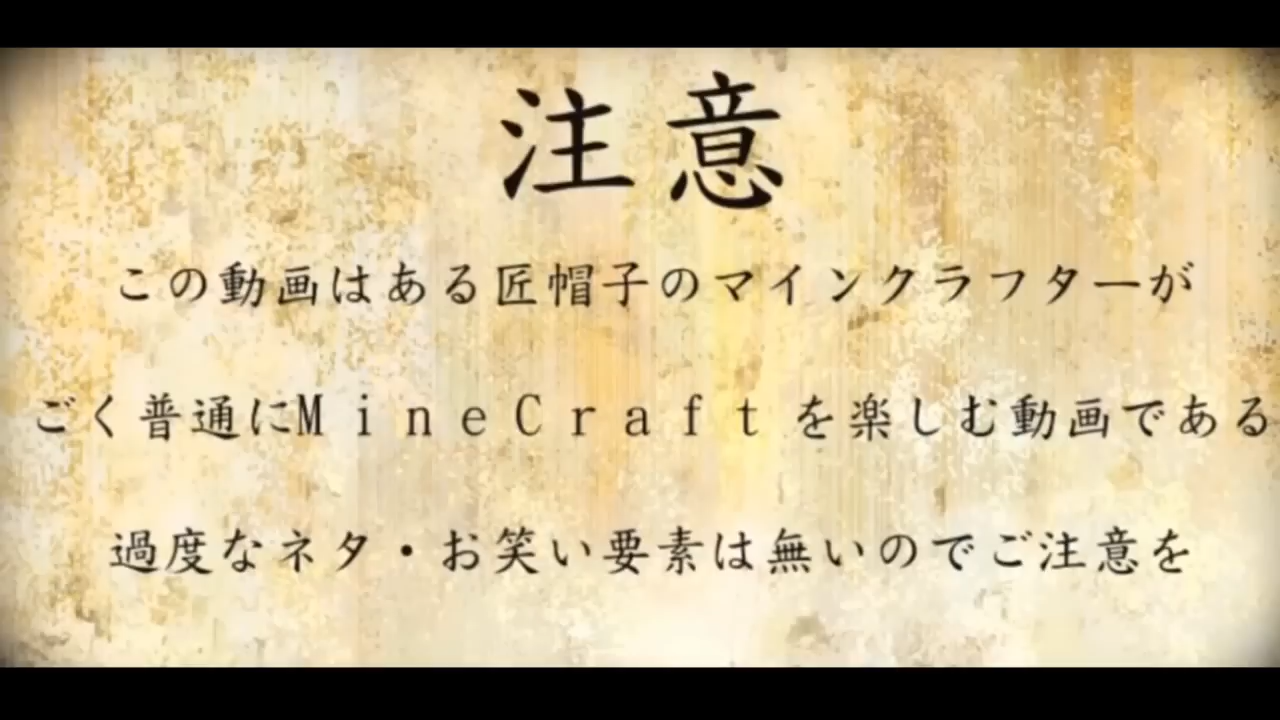 注意
この動画はある匠帽子のマインクラフターが
ごく普通にMineCraftを楽しむ動画である
過度なネタ・お笑い要素は無いのでご注意を